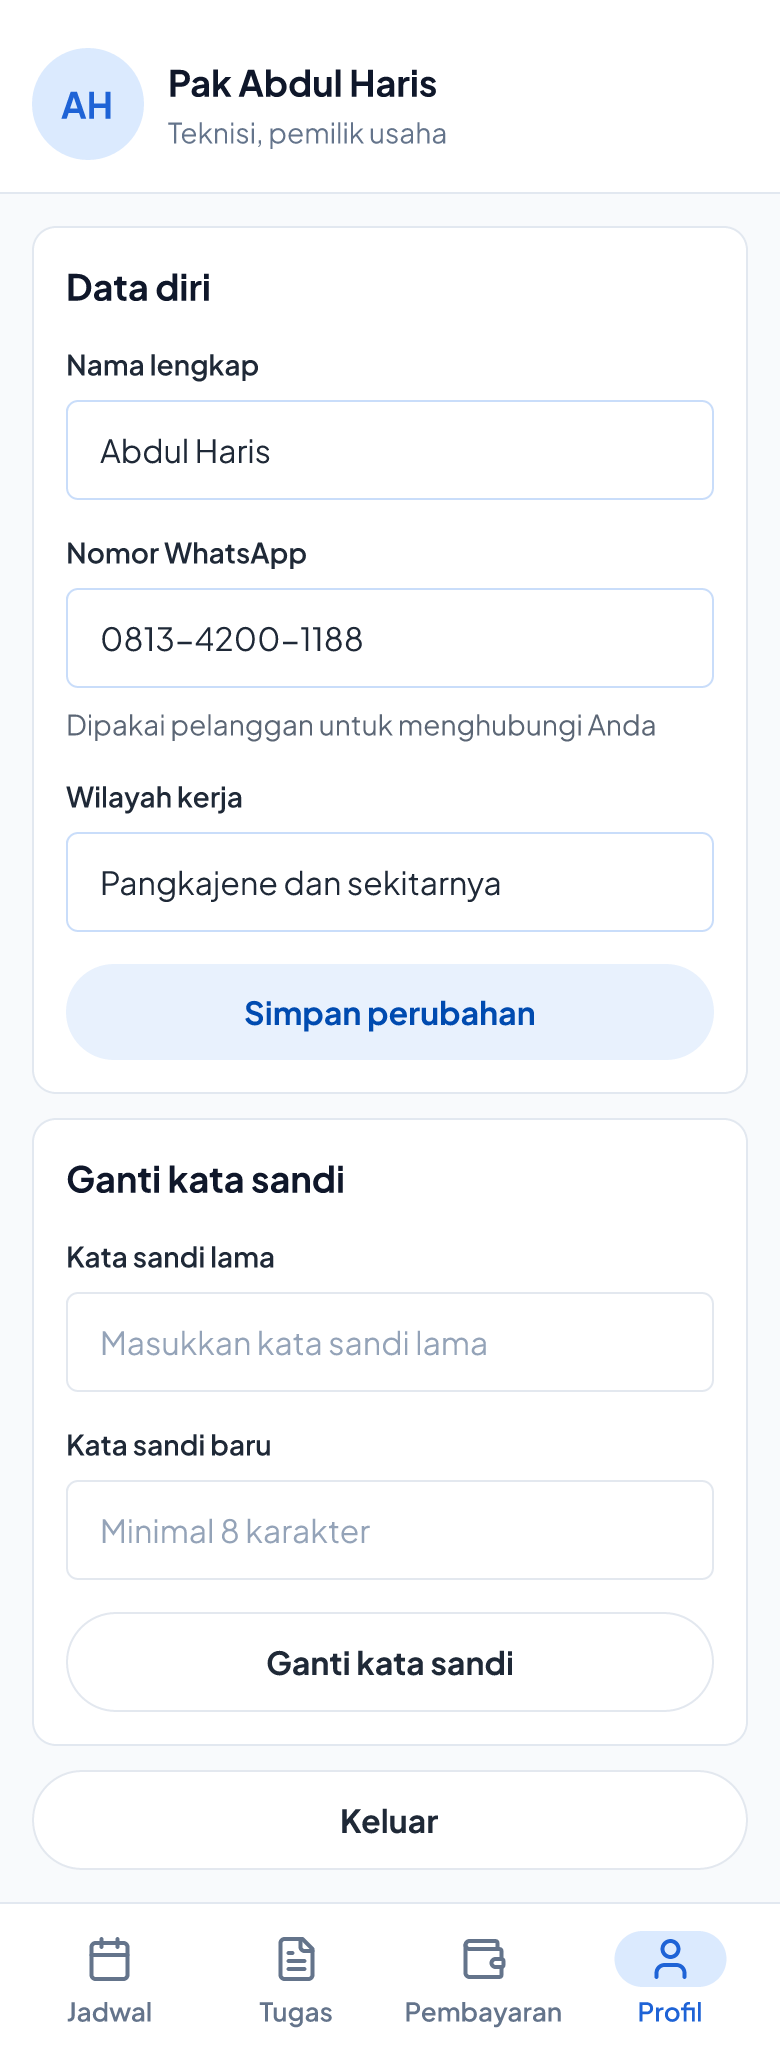 AH
Pak Abdul Haris
Teknisi, pemilik usaha
Data diri
Nama lengkap
Abdul Haris
Nomor WhatsApp
0813-4200-1188
Dipakai pelanggan untuk menghubungi Anda
Wilayah kerja
Pangkajene dan sekitarnya
Simpan perubahan
Ganti kata sandi
Kata sandi lama
Masukkan kata sandi lama
Kata sandi baru
Minimal 8 karakter
Ganti kata sandi
Keluar
Jadwal
Tugas
Pembayaran
Profil